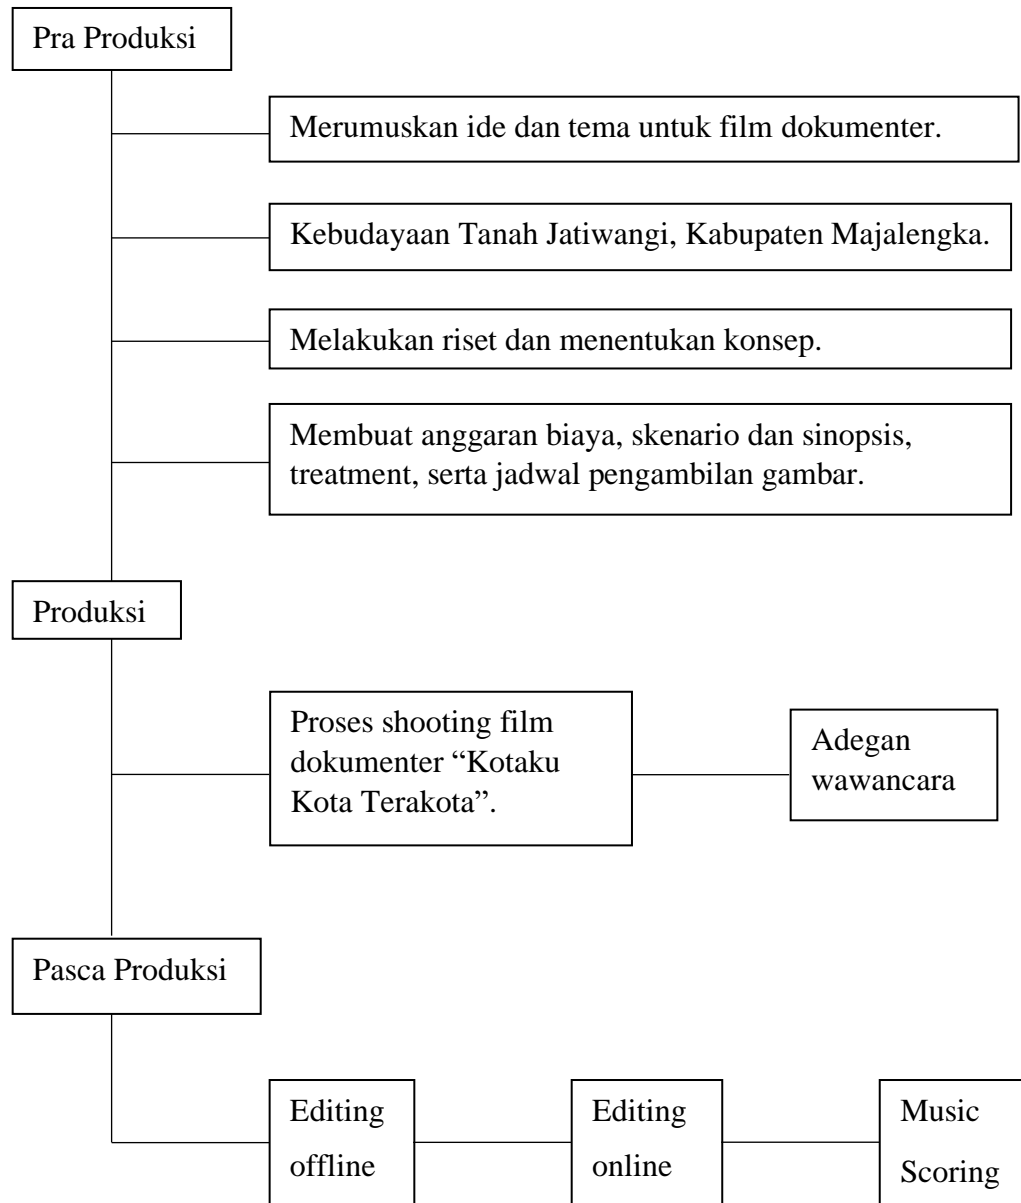 Pra Produksi
Merumuskan ide dan tema untuk film dokumenter.
Kebudayaan Tanah Jatiwangi, Kabupaten Majalengka.
Melakukan riset dan menentukan konsep.
Membuat anggaran biaya, skenario dan sinopsis,
treatment, serta jadwal pengambilan gambar.
Produksi
Proses shooting film
dokumenter “Kotaku
Kota Terakota”.
Adegan
wawancara
Pasca Produksi
Editing
offline
Editing
online
Music
Scoring